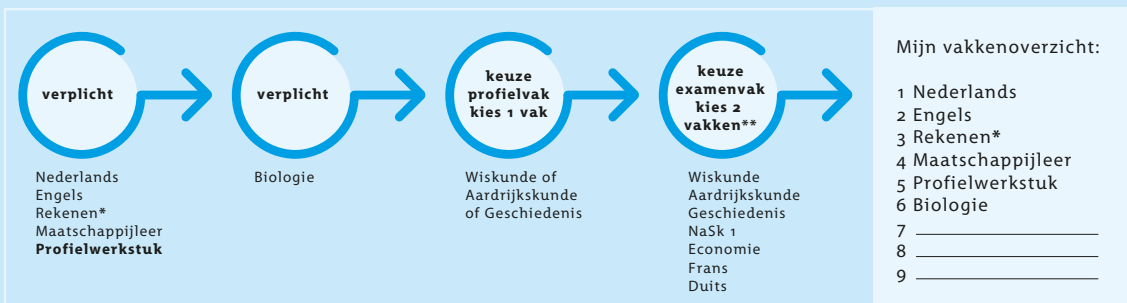 verplicht
Nederlands
Engels
Rekenen*
Maatschappijleer
Profielwerkstuk
verplicht
Biologie
keuze
profielvak
kies 1 vak
Wiskunde of
Aardrijkskunde
of Geschiedenis
keuze
examenvak
kies 2
vakken**
Wiskunde
Aardrijkskunde
Geschiedenis
NaSk 1
Economie
Frans
Duits
Mijn vakkenoverzicht:
1 Nederlands
2 Engels
3 Rekenen*
4 Maatschappijleer
5 Profielwerkstuk
6 Biologie
7
8
9